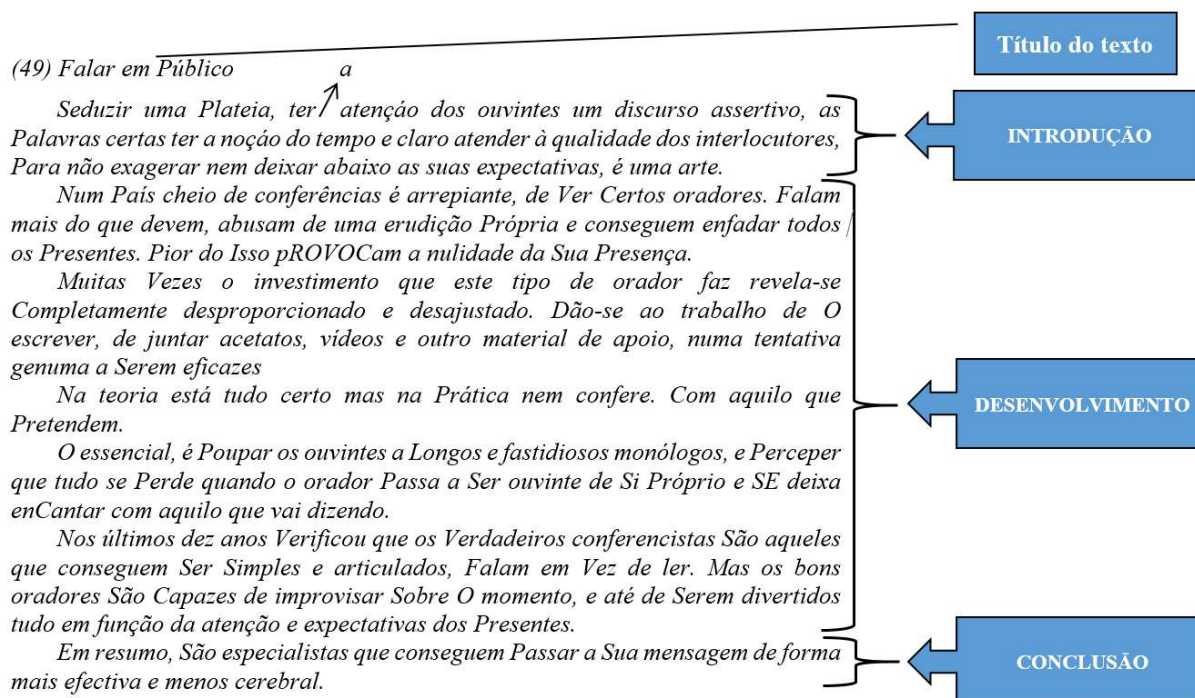 Título do texto
(49) Falar em Público a
Seduzir uma Plateia, ter atençáo dos ouvintes um discurso assertivo, as
Palavras certas ter a noçáo do tempo e claro atender à qualidade dos interlocutores,
Para não exagerar nem deixar abaixo as suas expectativas, é uma arte.
INTRODUÇÃO
Num País cheio de conferências é arrepiante, de Ver Certos oradores. Falam
mais do que devem, abusam de uma erudição Própria e conseguem enfadar todos /
os Presentes. Pior do Isso pROVOCam a nulidade da Sua Presença.
Muitas Vezes o investimento que este tipo de orador faz revela-se
Completamente desproporcionado e desajustado. Dão-se ao trabalho de O
escrever, de juntar acetatos, vídeos e outro material de apoio, numa tentativa
genuma a Serem eficazes
Na teoria está tudo certo mas na Prática nem confere. Com aquilo que
Pretendem.
DESENVOLVIMENTO
O essencial, é Poupar os ouvintes a Longos e fastidiosos monólogos, e Perceper
que tudo se Perde quando o orador Passa a Ser ouvinte de Si Próprio e SE deixa
enCantar com aquilo que vai dizendo.
Nos últimos dez anos Verificou que os Verdadeiros conferencistas São aqueles
que conseguem Ser Simples e articulados, Falam em Vez de ler. Mas os bons
oradores São Capazes de improvisar Sobre O momento, e até de Serem divertidos
tudo em função da atenção e expectativas dos Presentes.
Em resumo, São especialistas que conseguem Passar a Sua mensagem de forma
mais efectiva e menos cerebral.
CONCLUSÃO